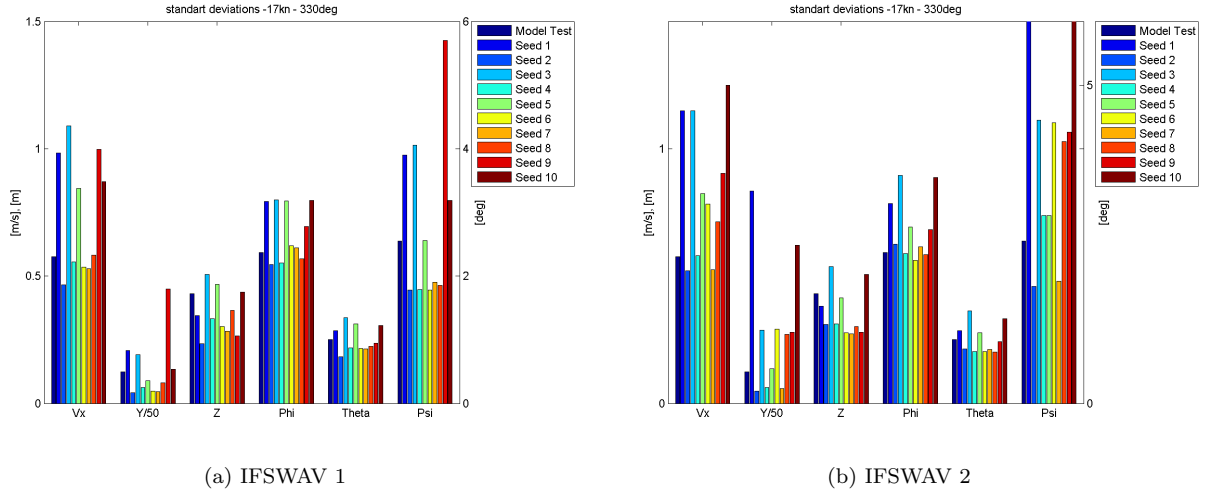 standart deviations -17kn - 330deg
1.5
1
0.5
0
[m/s], [m]
6
4
2
0
[deg]
Vx Y/50 Z Phi Theta Psi
Model Test
Seed 1
Seed 2
Seed 3
Seed 4
Seed 5
Seed 6
Seed 7
Seed 8
Seed 9
Seed 10
(a) IFSWAV 1
standart deviations -17kn - 330deg
1
0
[m/s], [m]
5
0
[deg]
Vx Y/50 Z Phi Theta Psi
Model Test
Seed 1
Seed 2
Seed 3
Seed 4
Seed 5
Seed 6
Seed 7
Seed 8
Seed 9
Seed 10
(b) IFSWAV 2